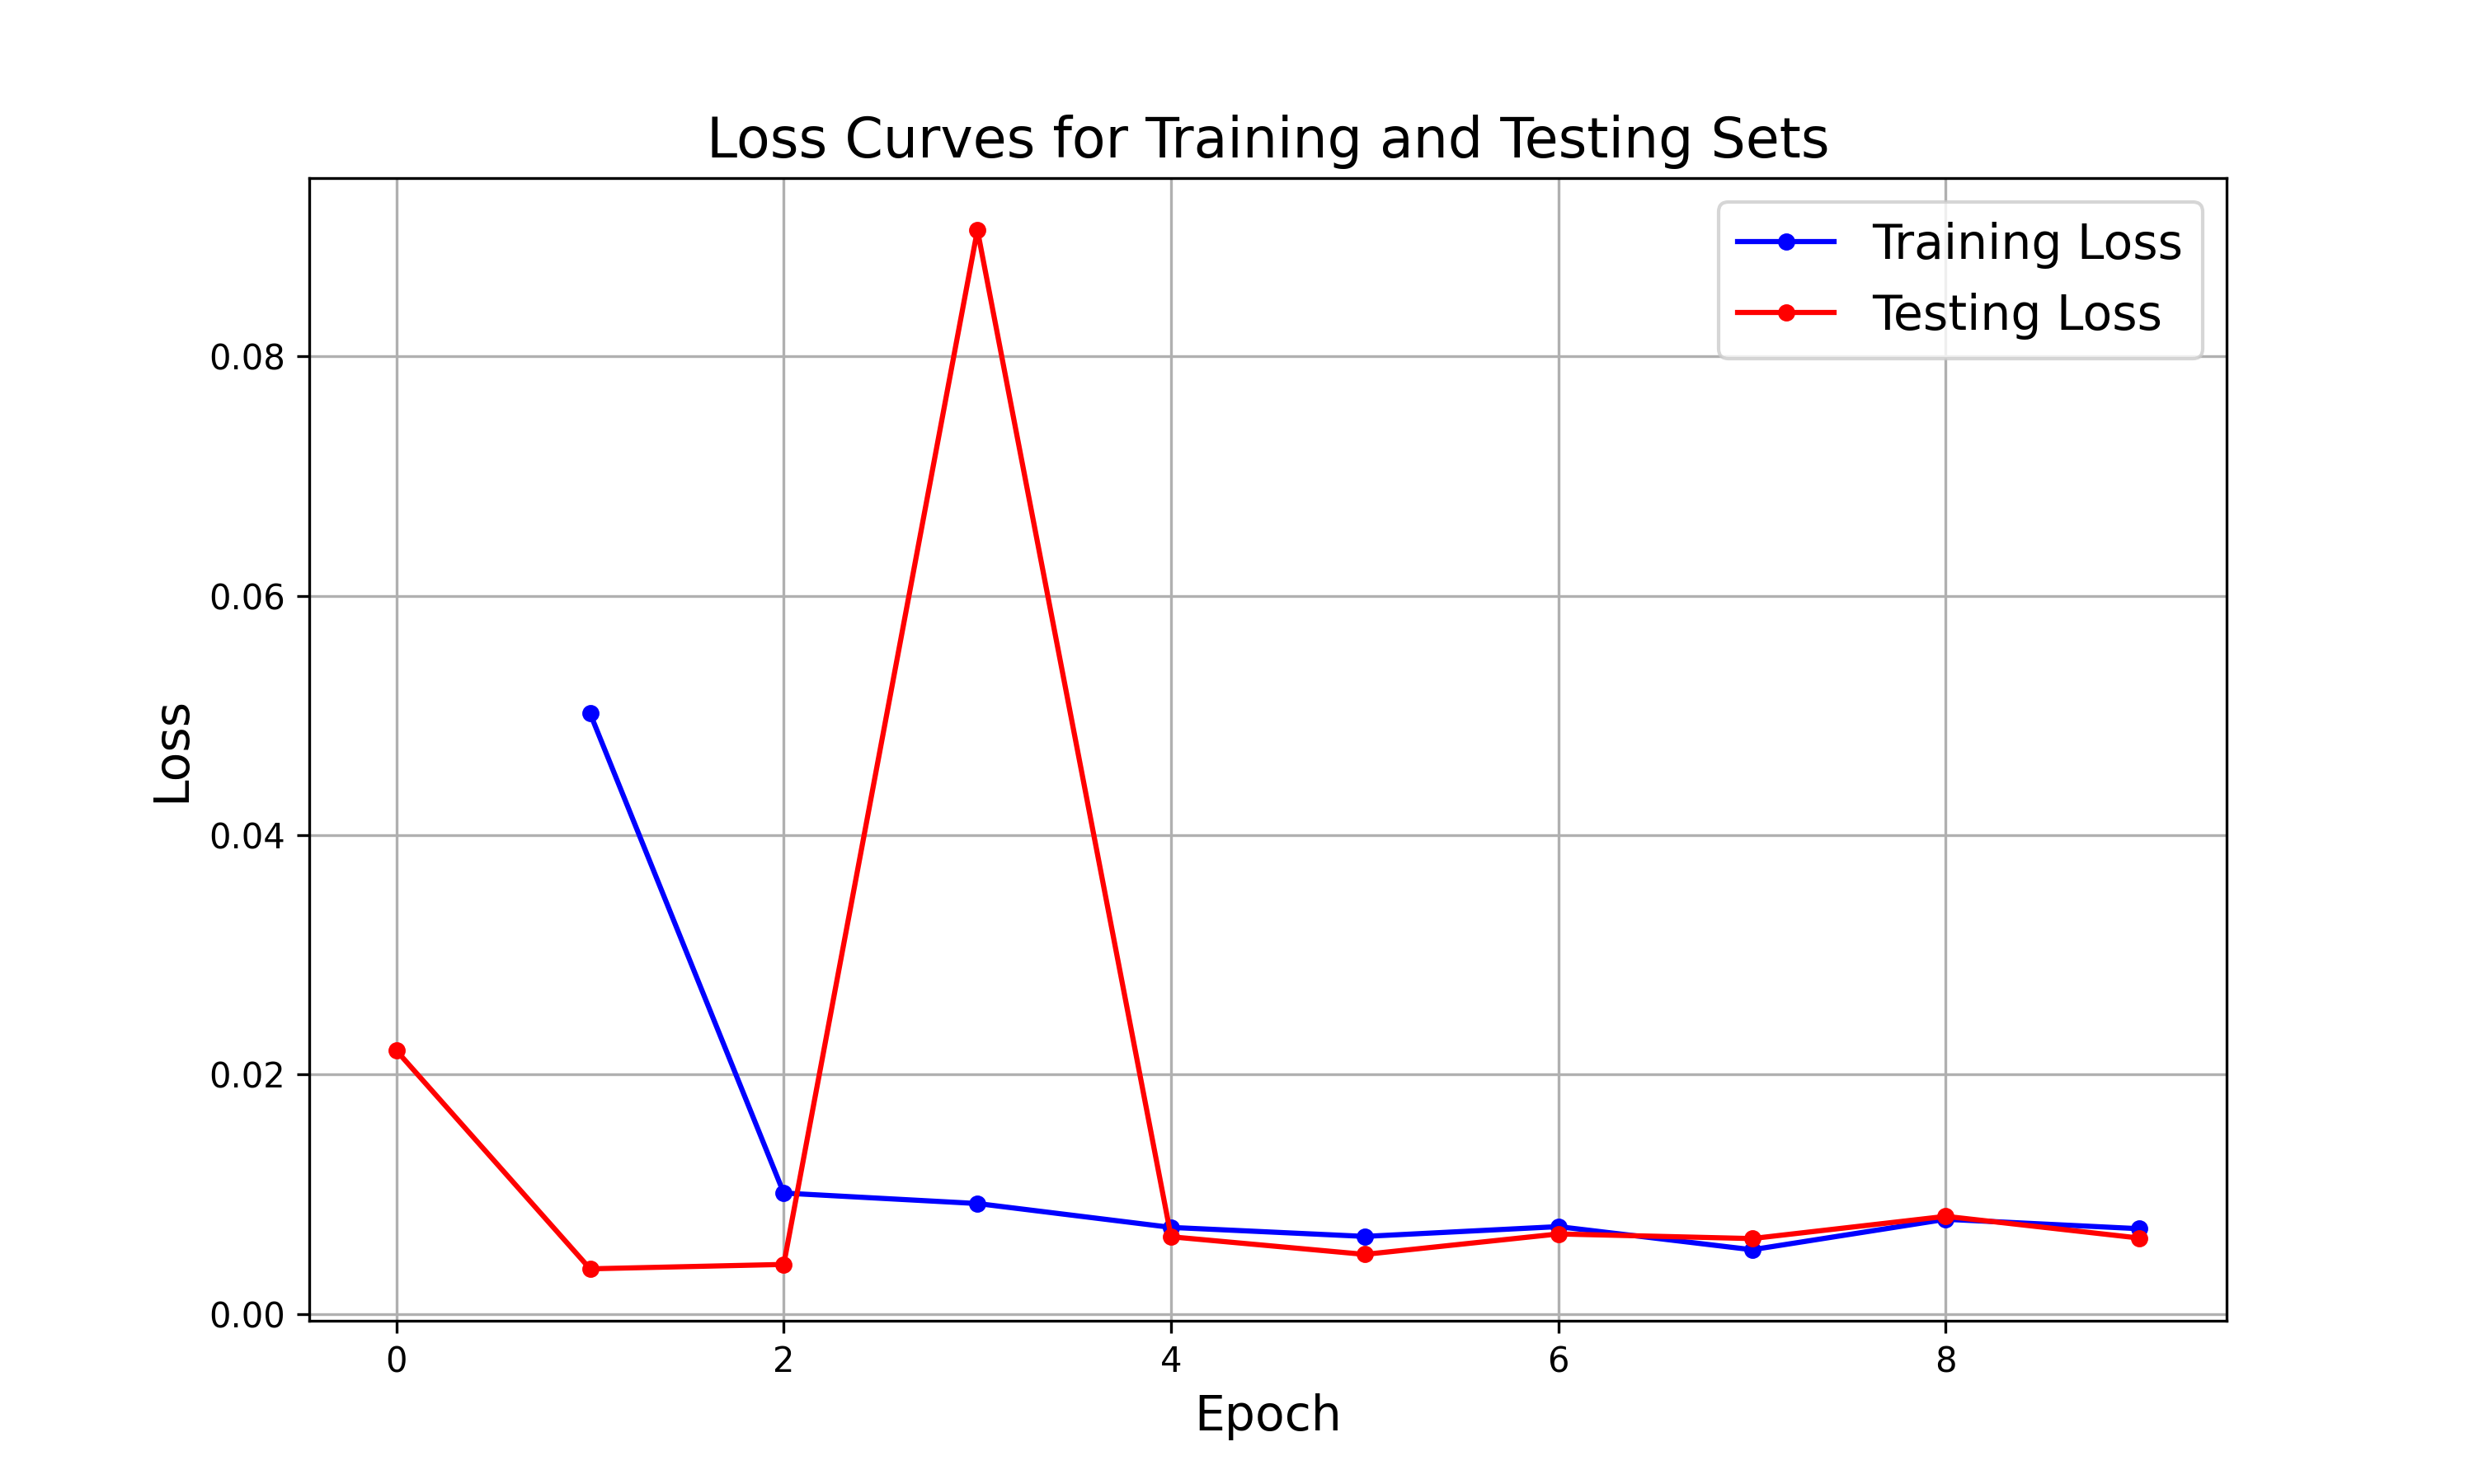 Loss Curves for Training and Testing Sets
Training Loss
Testing Loss
0.08
0.06
0.04
0.02
0.00
Loss
0 2 4 6 8
Epoch